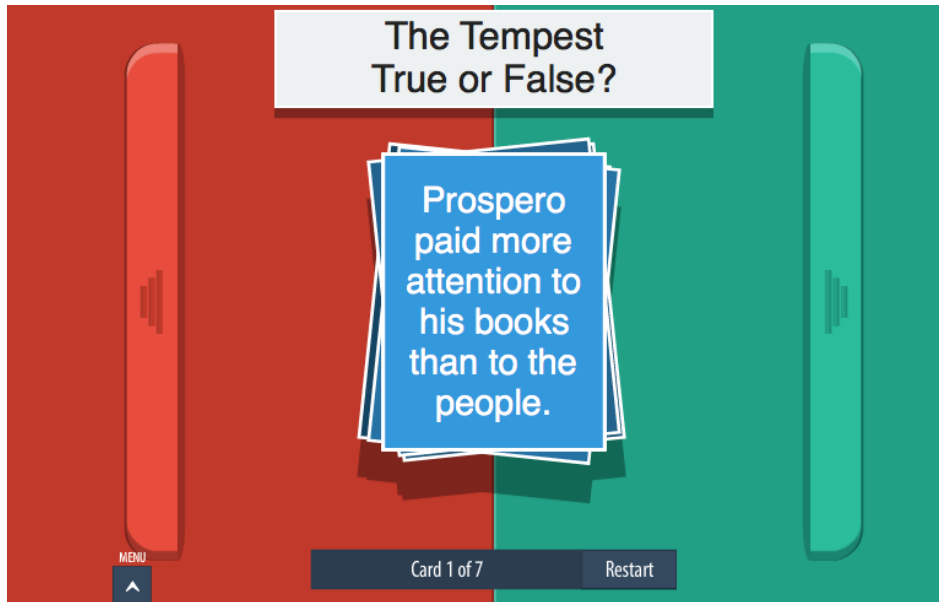 The Tempest
True or False?
Prospero
paid more
attention to
his books
than to the
people.
MENU
Card 1 of 7
Restart